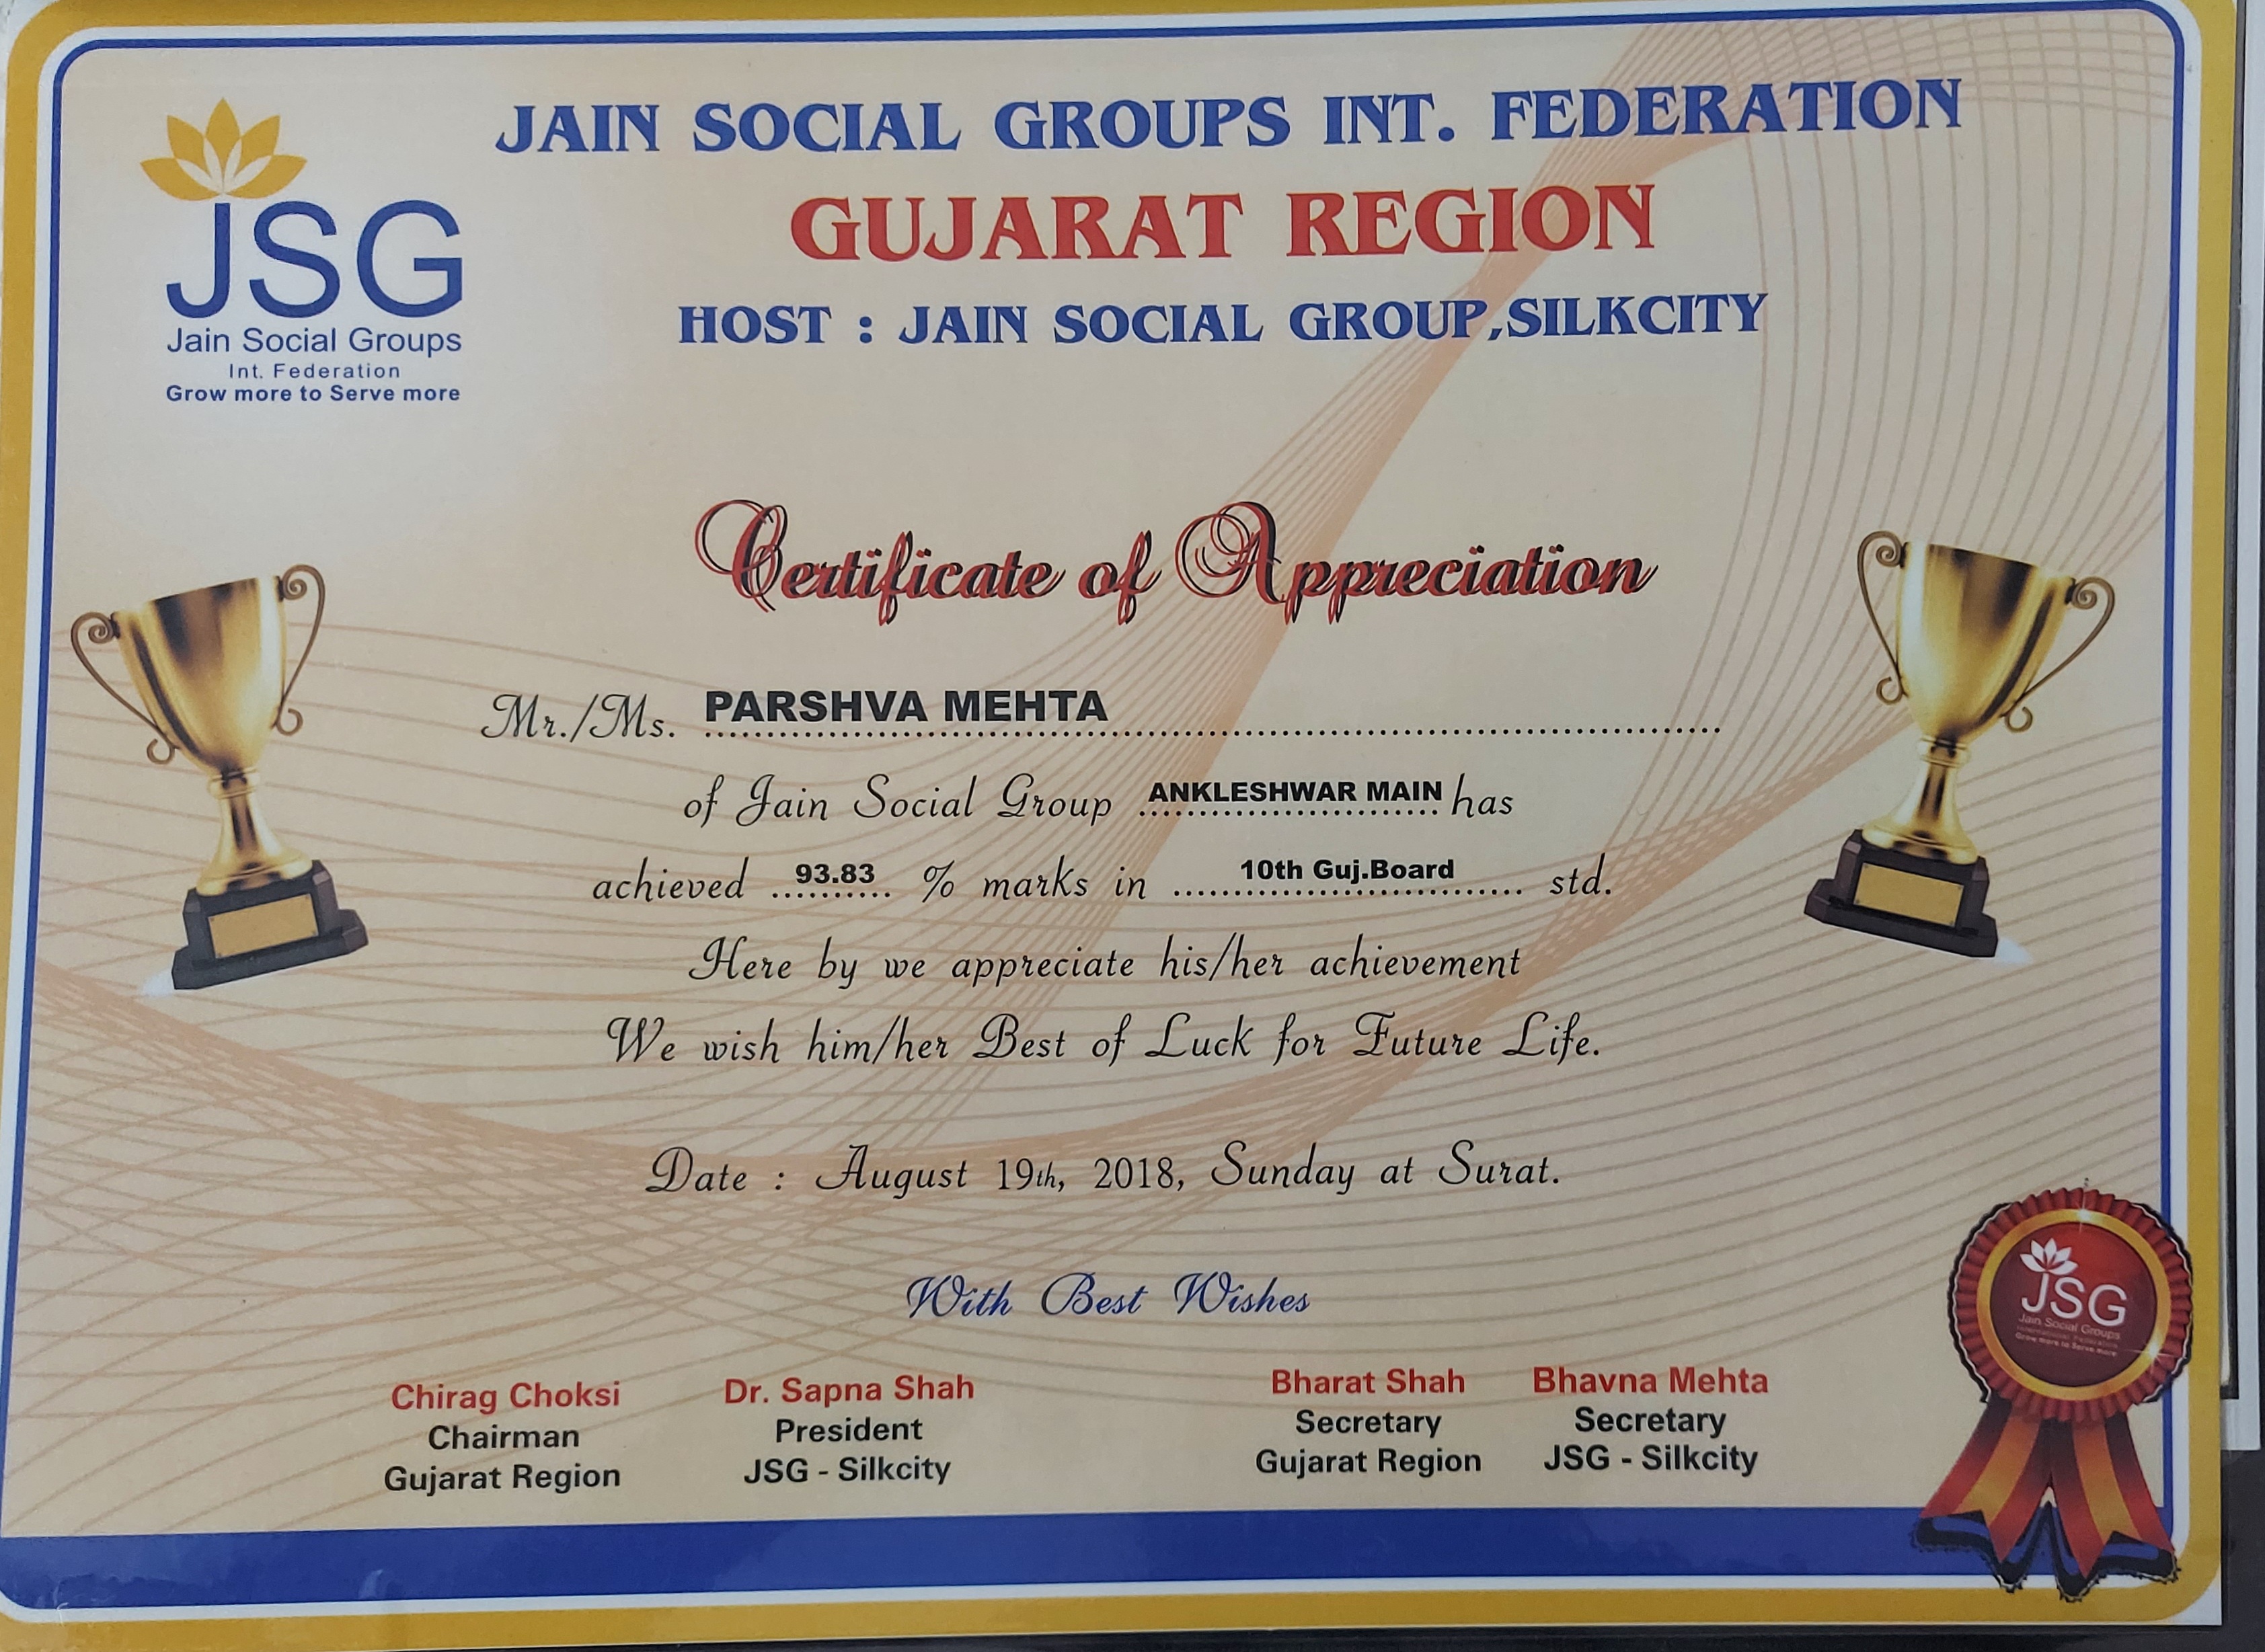 JAIN SOCIAL GROUPS INT. FEDERATION
GUJARAT REGION
HOST : JAIN SOCIAL GROUP,SILKCITY
JSG
Jain Social Groups
Int. Federation
Grow more to Serve more
Certificate of Appreciation
Mr./Ms. PARSHVA MEHTA
of Jain Social Group ANKLESHWAR MAIN has
achieved 93.83 % marks in 10th Guj.Board std.
Here by we appreciate his/her achievement
We wish him/her Best of Luck for Future Life.
Date : August 19th, 2018, Sunday at Surat.
With Best Wishes
Chirag Choksi
Chairman
Gujarat Region
Dr. Sapna Shah
President
JSG - Silkcity
Bharat Shah
Secretary
Gujarat Region
Bhavna Mehta
Secretary
JSG - Silkcity
JSG
Jain Social Groups
International Federation
Grow more to Serve more